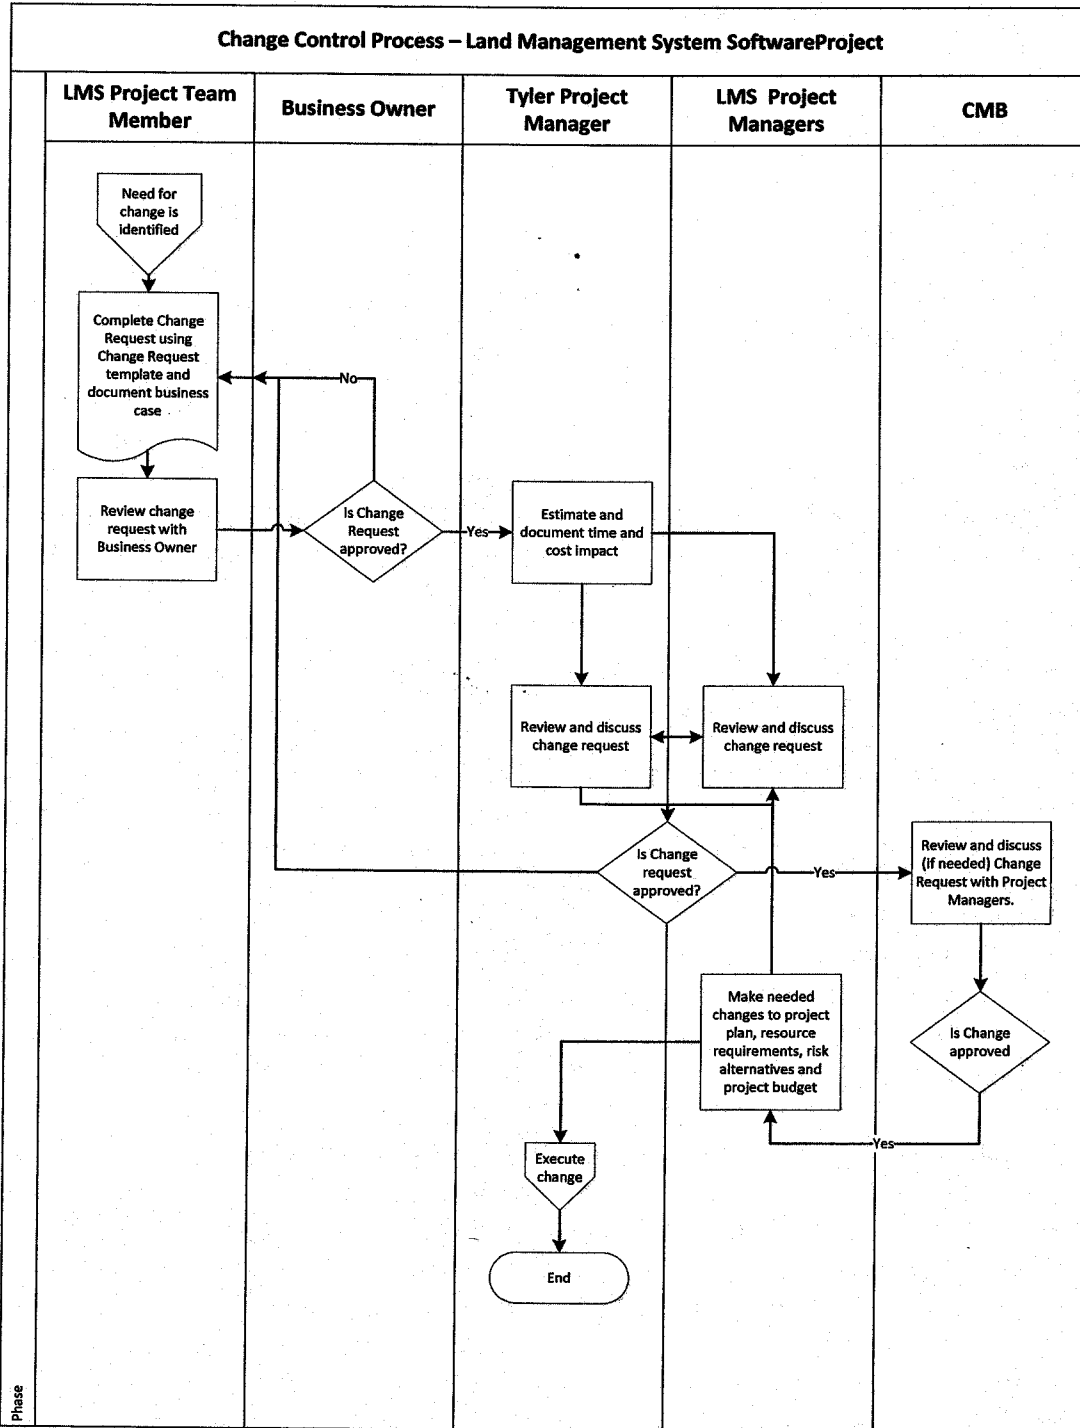 Change Control Process – Land Management System SoftwareProject
LMS Project Team
Member
Business Owner
Tyler Project
Manager
LMS Project
Managers
CMB
Need for
change is
identified
Complete Change
Request using
Change Request
template and
document business
case
No
Review change
request with
Business Owner
Is Change
Request
approved?
Yes
Estimate and
document time and
cost impact
Review and discuss
change request
Review and discuss
change request
Is Change
request
approved?
Yes
Review and discuss
(if needed) Change
Request with Project
Managers.
Make needed
changes to project
plan, resource
requirements, risk
alternatives and
project budget
Is Change
approved
Yes
Execute
change
End
Phase